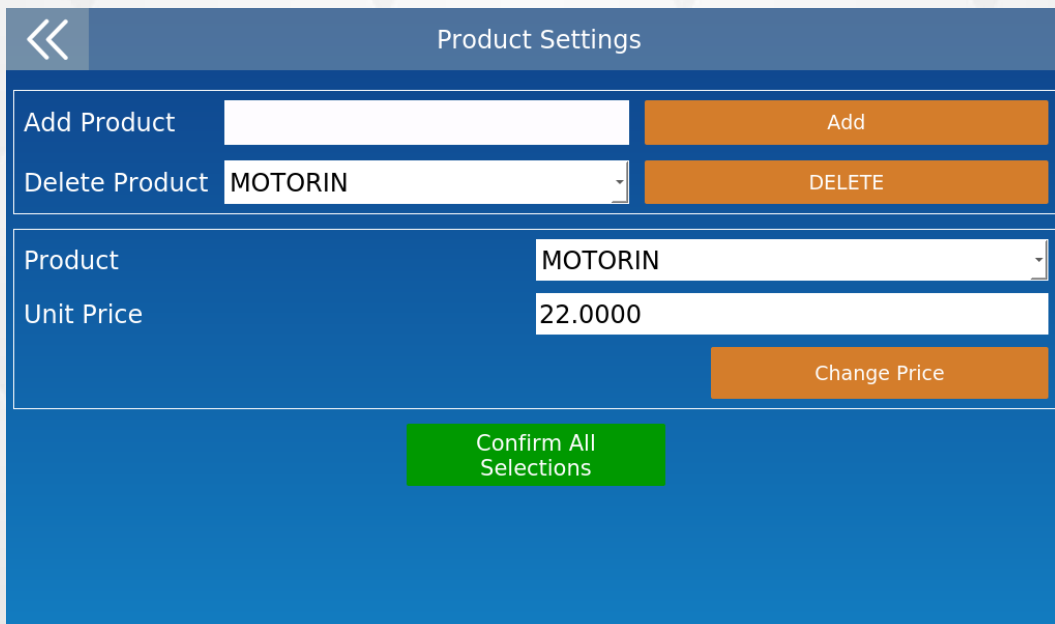 Product Settings
Add Product
Add
Delete Product MOTORIN
DELETE
Product
MOTORIN
Unit Price
22.0000
Change Price
Confirm All
Selections